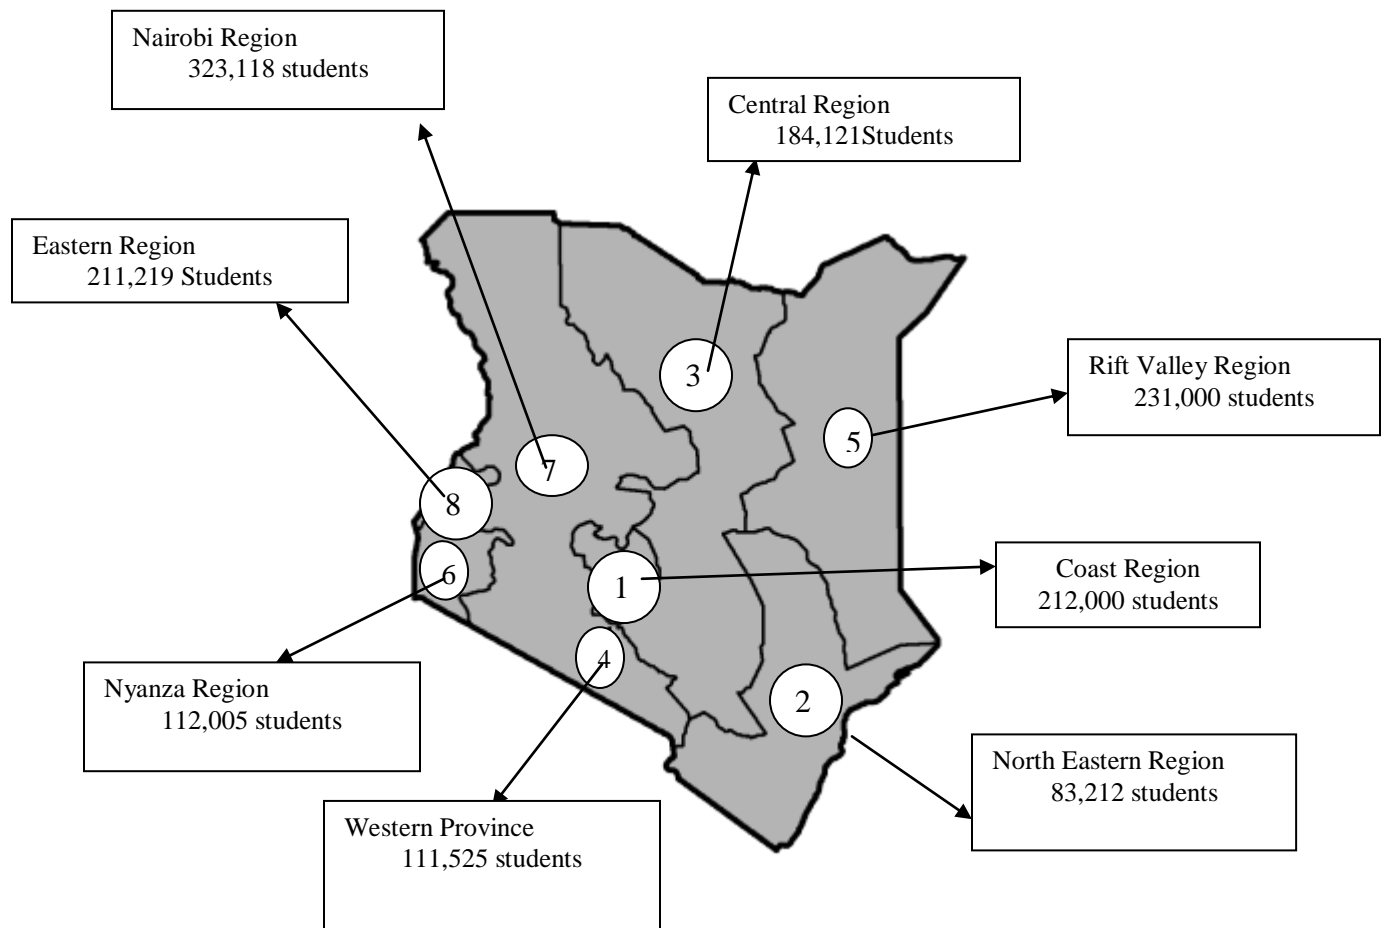 Nairobi Region
323,118 students
Central Region
184,121Students
Eastern Region
211,219 Students
Rift Valley Region
231,000 students
3
5
7
8
Coast Region
212,000 students
6
1
4
Nyanza Region
112,005 students
2
North Eastern Region
83,212 students
Western Province
111,525 students